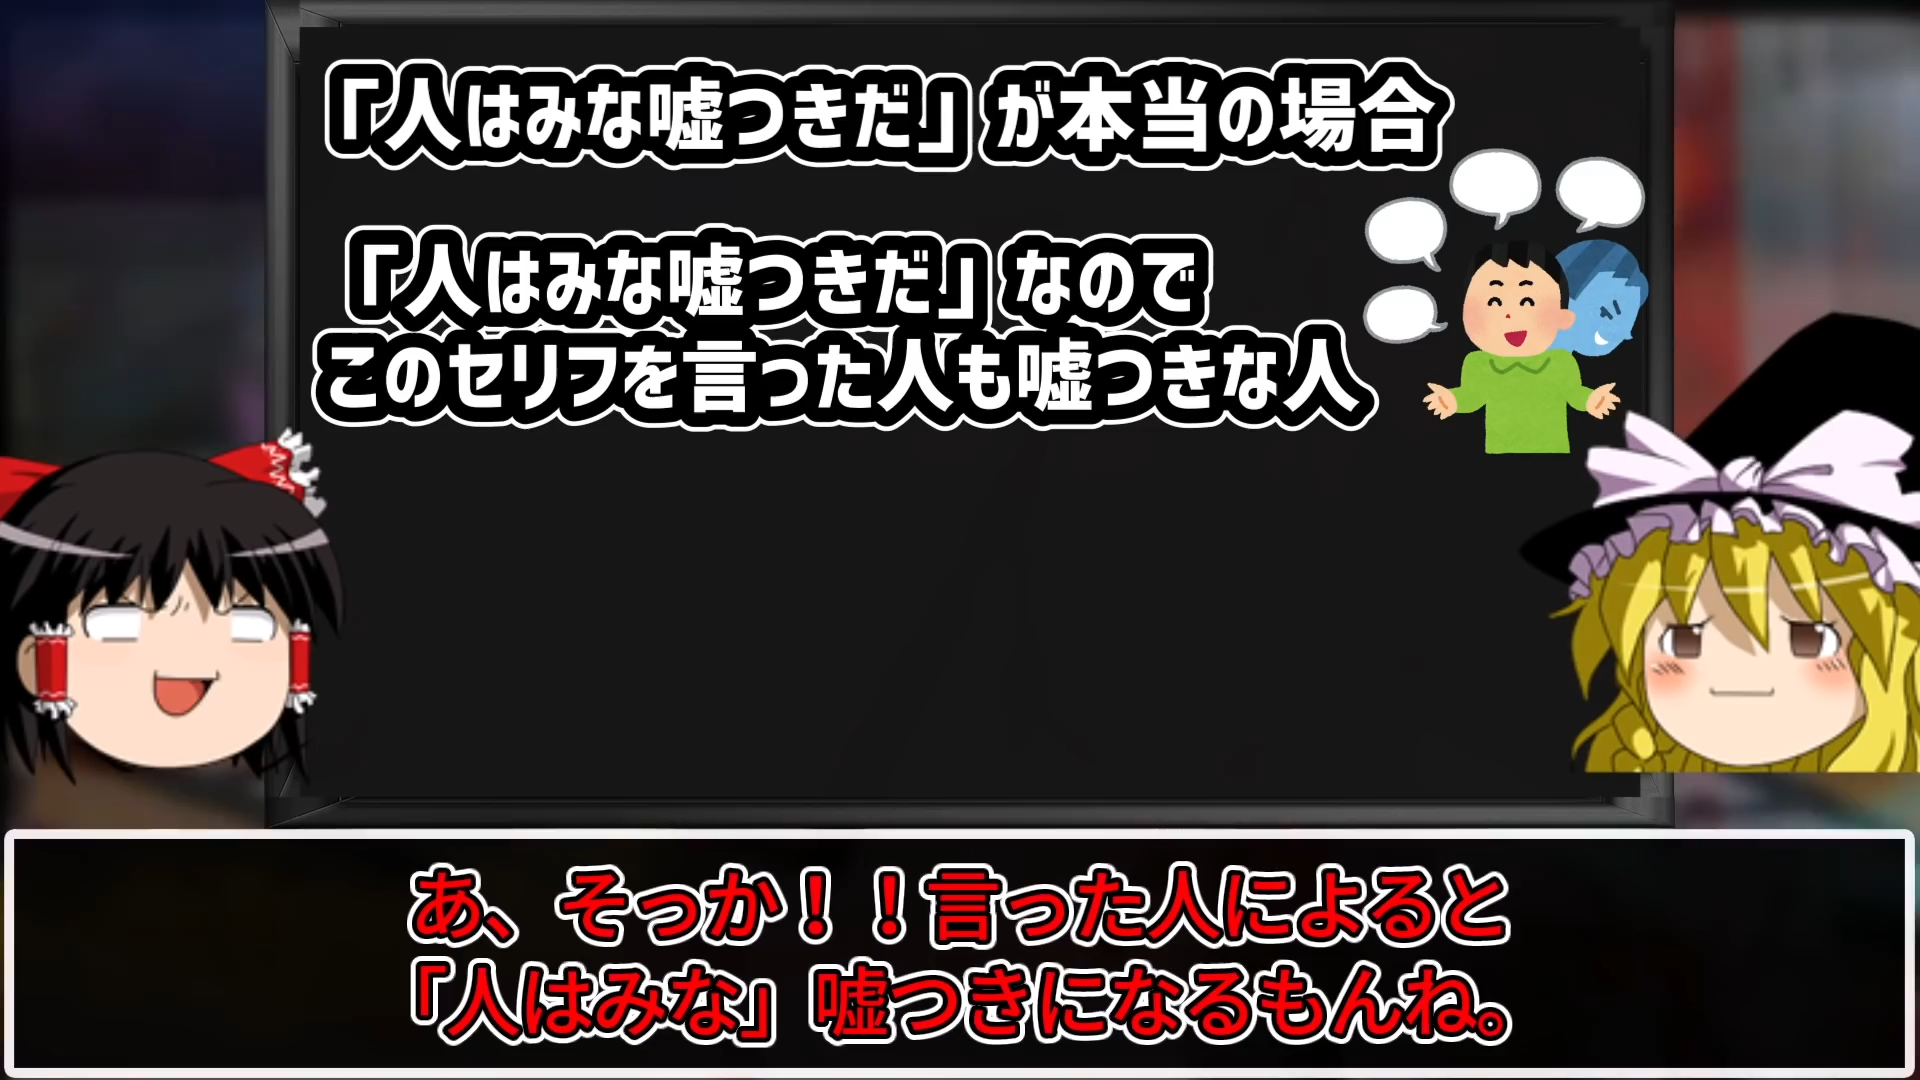 「人はみな嘘つきだ」が本当の場合
「人はみな嘘つきだ」なので
このセリフを言った人も嘘つきな人
あ、そっか！！言った人によると
「人はみな」嘘つきになるもんね。